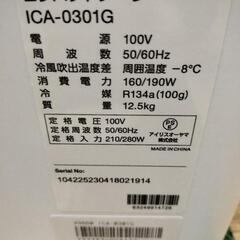 ICA-0301G
電　　　源 100V
周　波　数 50/60Hz
冷風吹出温度差 周囲温度 -8℃
消　費　電　力 160/190W
冷　　　媒 R134a(100g)
質　　　量 12.5kg
定　格　電　圧 100V
定格周波数 50/60Hz
定　格　入　力 210/280W
PS
E
アイリスオーヤマ
株式会社
MADE IN CHINA
Serial No.:
104225230418021914